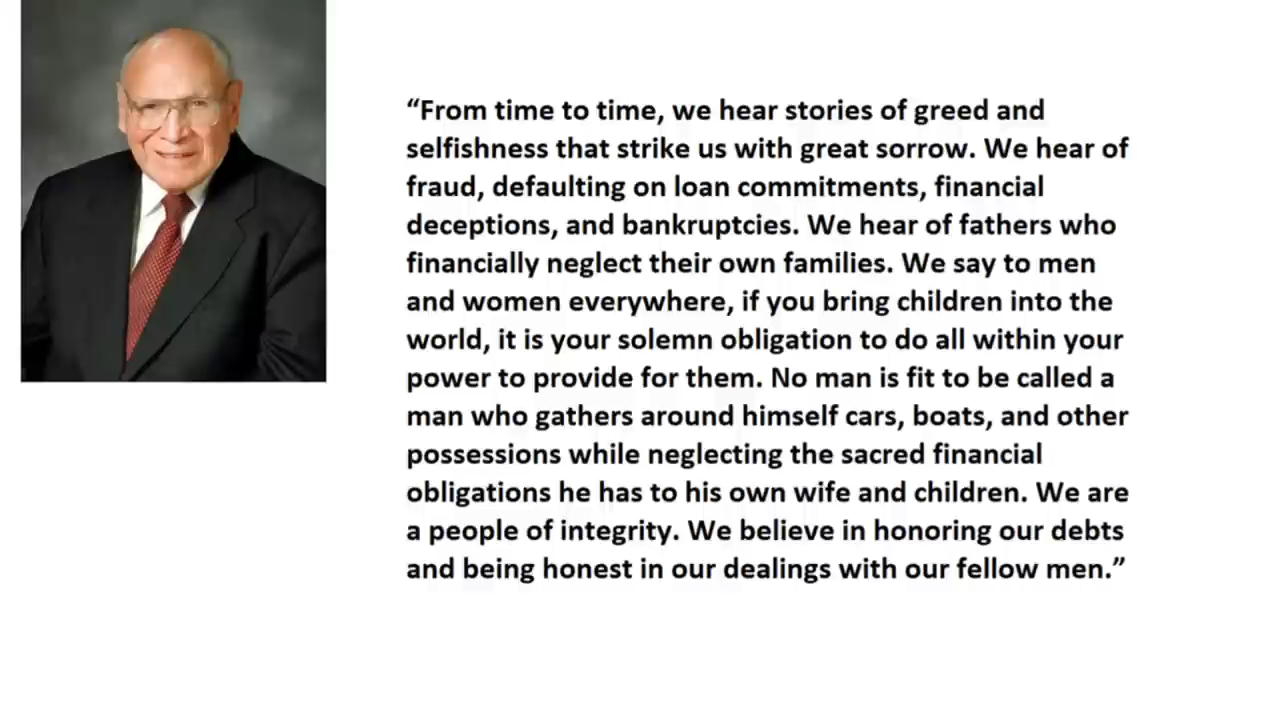 “From time to time, we hear stories of greed and
selfishness that strike us with great sorrow. We hear of
fraud, defaulting on loan commitments, financial
deceptions, and bankruptcies. We hear of fathers who
financially neglect their own families. We say to men
and women everywhere, if you bring children into the
world, it is your solemn obligation to do all within your
power to provide for them. No man is fit to be called a
man who gathers around himself cars, boats, and other
possessions while neglecting the sacred financial
obligations he has to his own wife and children. We are
a people of integrity. We believe in honoring our debts
and being honest in our dealings with our fellow men.”